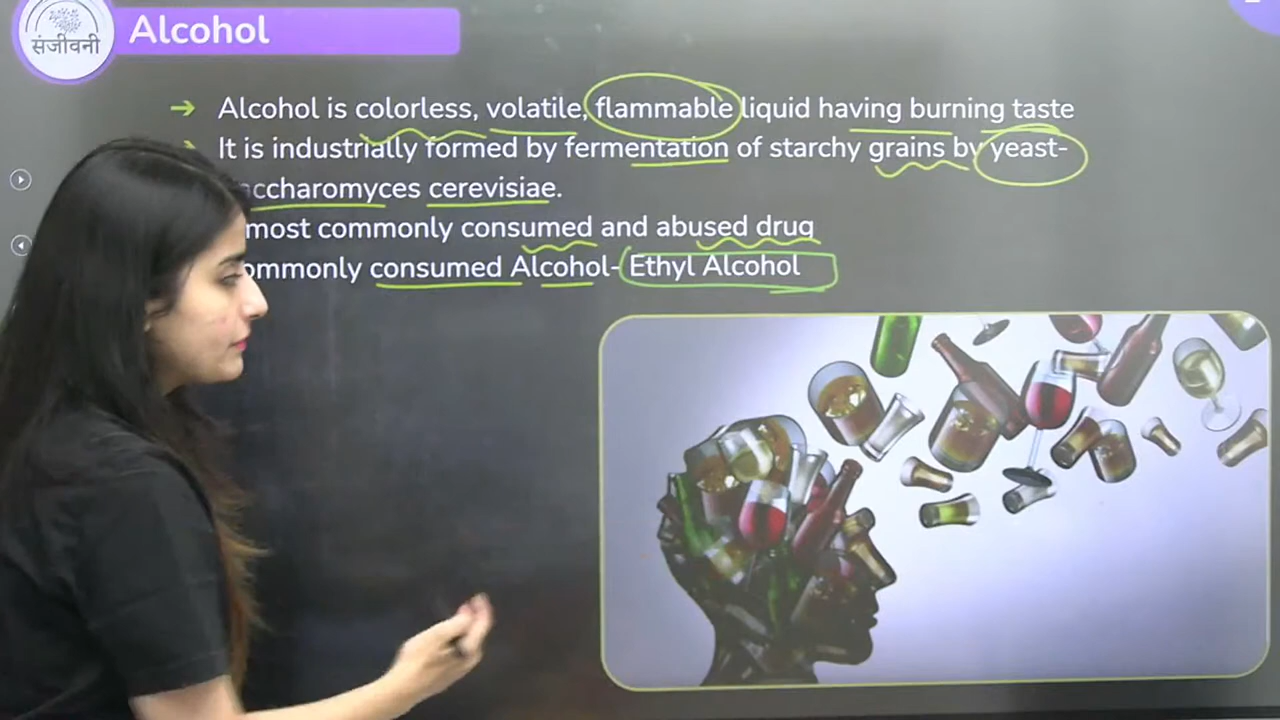 संजीवनी
Alcohol
Alcohol is colorless, volatile, flammable liquid having burning taste
It is industrially formed by fermentation of starchy grains by yeast-
ccharomyces cerevisiae.
most commonly consumed and abused drug
ommonly consumed Alcohol- Ethyl Alcohol